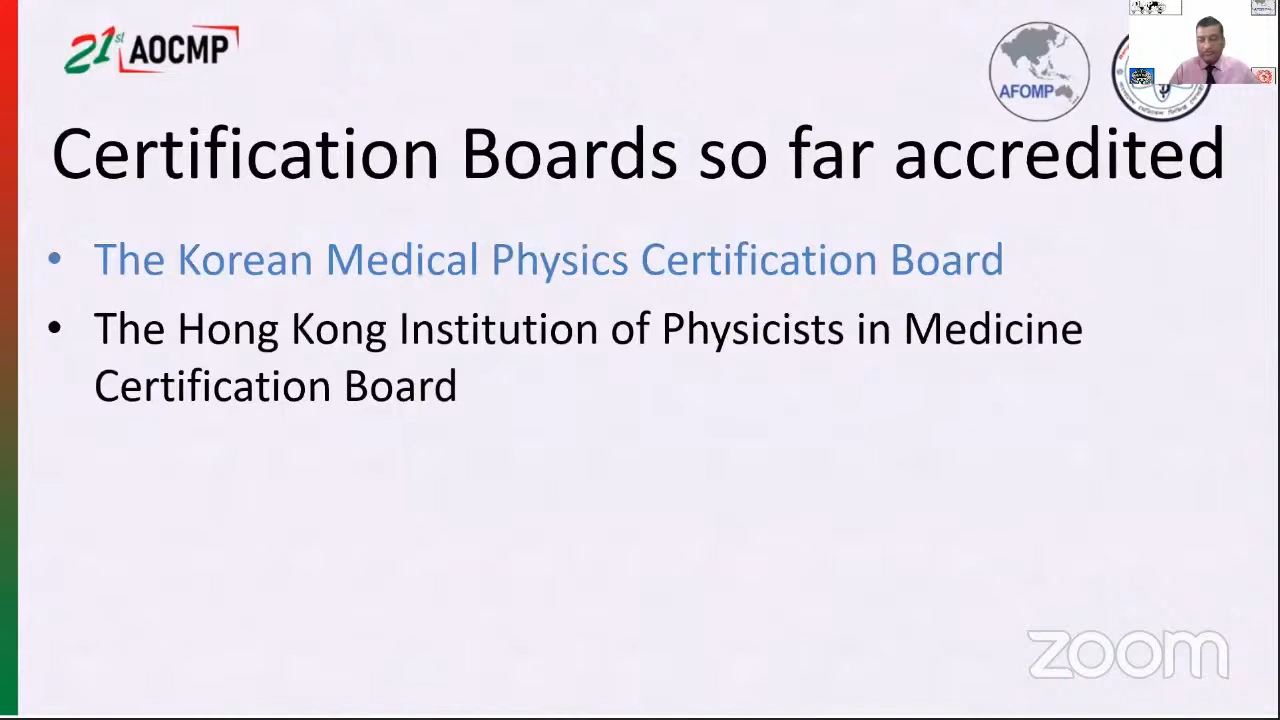 21st AOCMP
AFOMP
Certification Boards so far accredited
• The Korean Medical Physics Certification Board
• The Hong Kong Institution of Physicists in Medicine
Certification Board
zoom